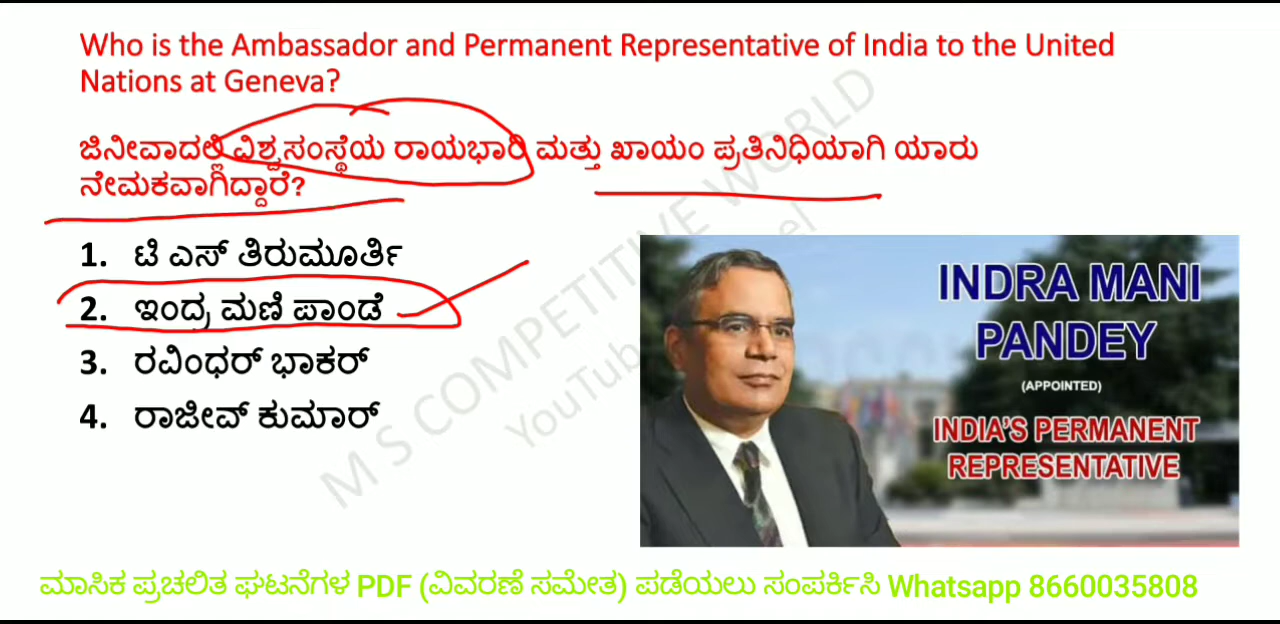 Who is the Ambassador and Permanent Representative of India to the United
Nations at Geneva?
ಜಿನೀವಾದಲ್ಲಿ ವಿಶ್ವಸಂಸ್ಥೆಯ ರಾಯಭಾರಿ ಮತ್ತು ಖಾಯಂ ಪ್ರತಿನಿಧಿಯಾಗಿ ಯಾರು
ನೇಮಕವಾಗಿದ್ದಾರೆ?
1. ಟಿ ಎಸ್ ತಿರುಮೂರ್ತಿ
2. ಇಂದ್ರ ಮಣಿ ಪಾಂಡೆ
3. ರವಿಂಧರ್ ಭಾಕರ್
4. ರಾಜೀವ್ ಕುಮಾರ್
INDRA MANI
PANDEY
(APPOINTED)
INDIA'S PERMANENT
REPRESENTATIVE
M S COMPETITIVE WORLD
YouTube
ಮಾಸಿಕ ಪ್ರಚಲಿತ ಘಟನೆಗಳ PDF (ವಿವರಣೆ ಸಮೇತ) ಪಡೆಯಲು ಸಂಪರ್ಕಿಸಿ Whatsapp 8660035808